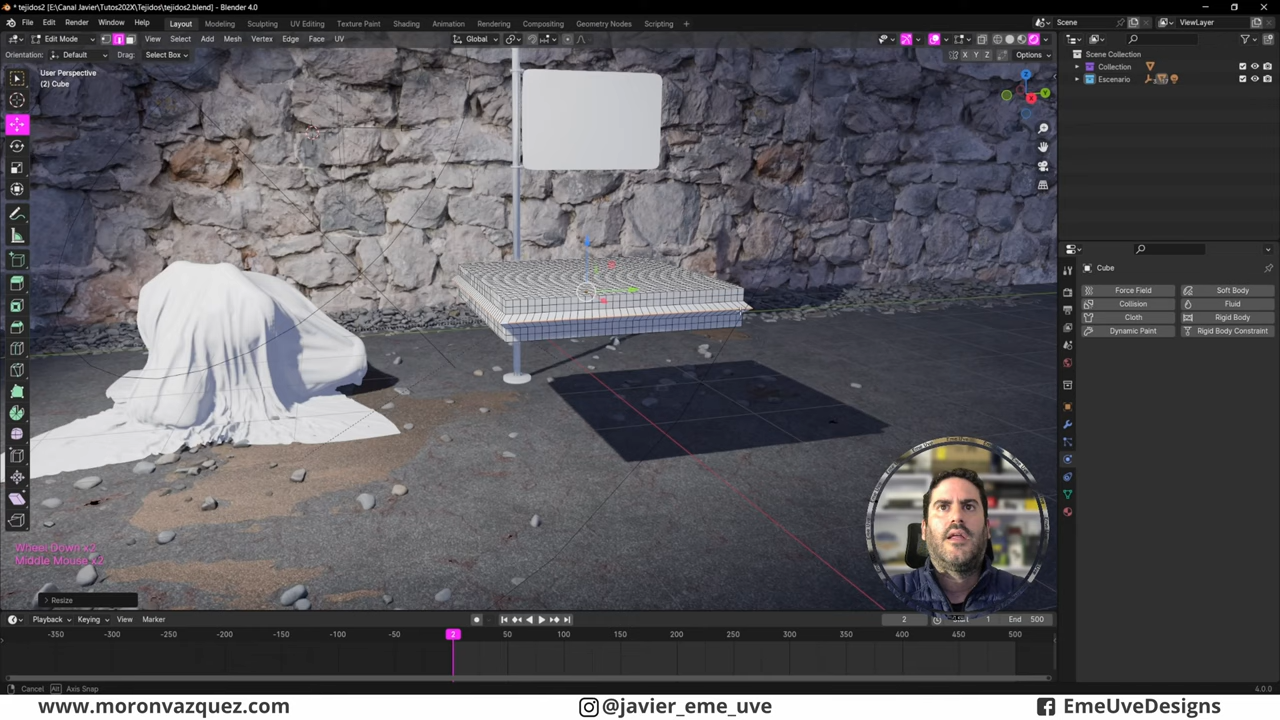 * tejidos2 [E:\Canal Javier\Tutos202X\Tejidos\tejidos2.blend] - Blender 4.0
File Edit Render Window Help Layout Modeling Sculpting UV Editing Texture Paint Shading Animation Rendering Compositing Geometry Nodes Scripting + Scene ViewLayer
Edit Mode View Select Add Mesh Vertex Edge Face UV Global
Orientation: Default Drag: Select Box X Y Z Options
User Perspective
(2) Cube
Scene Collection
Collection
Escenario
Cube
Force Field Soft Body
Collision Fluid
Cloth Rigid Body
Dynamic Paint Rigid Body Constraint
Wheel Down x3
Middle Mouse x2
Resize
Playback Keying View Marker 2 Start 1 End 500
-350 -300 -250 -200 -150 -100 -50 2 50 100 150 200 250 300 350 400 450 500
Cancel Alt Axis Snap 4.0.0
www.moronvazquez.com @javier_eme_uve EmeUveDesigns